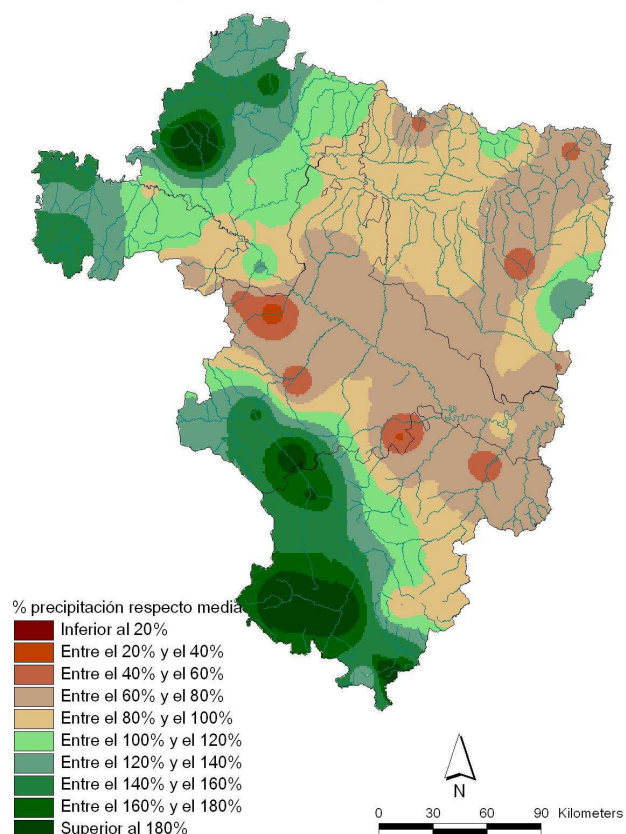 % precipitación respecto media
Inferior al 20%
Entre el 20% y el 40%
Entre el 40% y el 60%
Entre el 60% y el 80%
Entre el 80% y el 100%
Entre el 100% y el 120%
Entre el 120% y el 140%
Entre el 140% y el 160%
Entre el 160% y el 180%
Superior al 180%
N
0 30 60 90 Kilometers